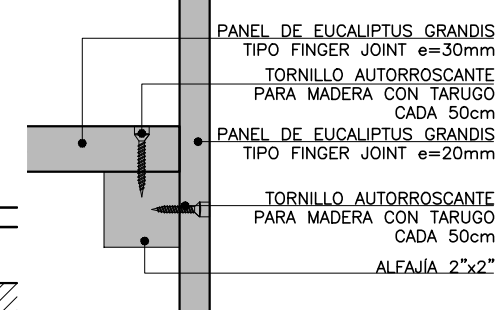 PANEL DE EUCALIPTUS GRANDIS
TIPO FINGER JOINT e=30mm
TORNILLO AUTORROSCANTE
PARA MADERA CON TARUGO
CADA 50cm
PANEL DE EUCALIPTUS GRANDIS
TIPO FINGER JOINT e=20mm
TORNILLO AUTORROSCANTE
PARA MADERA CON TARUGO
CADA 50cm
ALFAJÍA 2"x2"